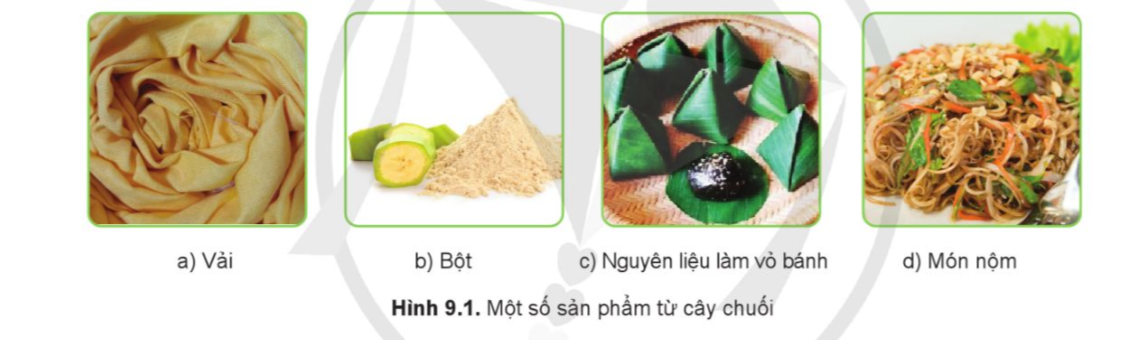 a) Vải
b) Bột
c) Nguyên liệu làm vỏ bánh
d) Món nộm
Hình 9.1. Một số sản phẩm từ cây chuối